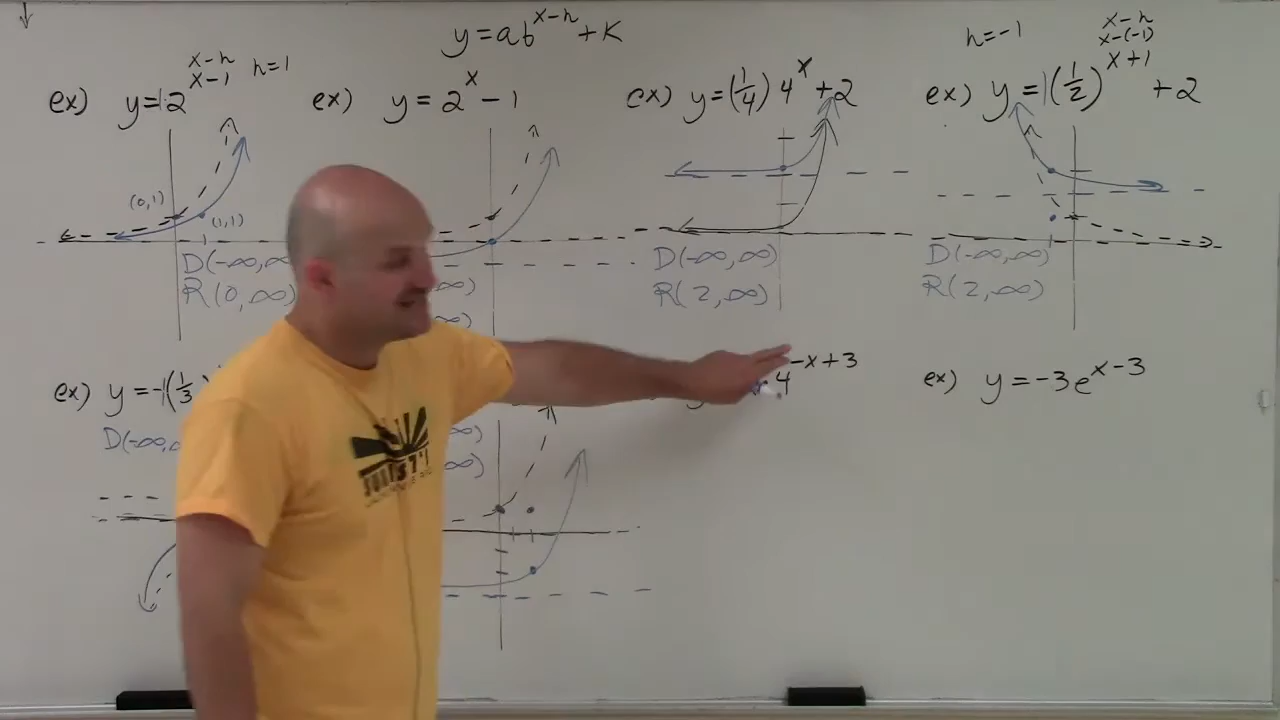 y=ab^{x-h}+K
x-h
x-1
h=1
ex) y=1·2
ex) y=2^x-1
ex) y=(1/4)4^x+2
h=-1
x-h
x-(-1)
ex) y=1(1/2)^{x+1}+2
(0,1)
(1,1)
D(-∞,∞
R(0,∞)
∞)
∞)
D(-∞,∞)
R(2,∞)
D(-∞,∞)
R(2,∞)
ex) y=-1(1/3)
D(-∞,∞
∞)
∞)
4^{-x+3}
ex) y=-3e^{x-3}